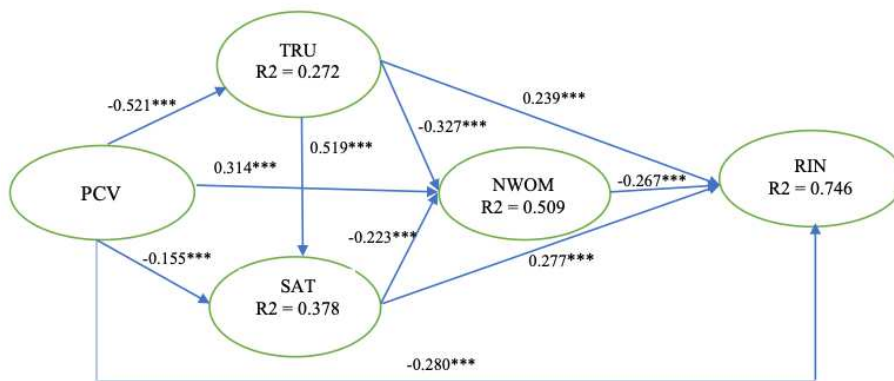 TRU
R2 = 0.272
-0.521***
0.239***
-0.327***
0.519***
0.314***
PCV
NWOM
R2 = 0.509
-0.267***
RIN
R2 = 0.746
-0.223***
-0.155***
0.277***
SAT
R2 = 0.378
-0.280***